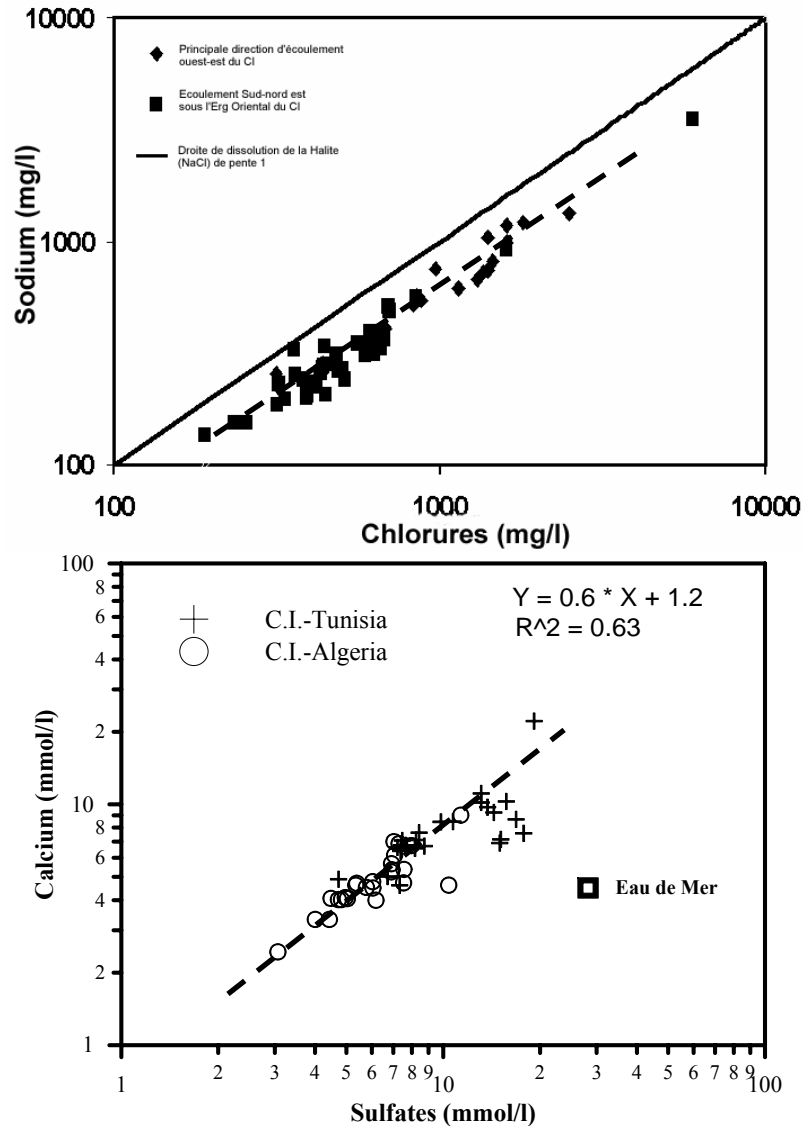 10000
Principale direction d'écoulement
ouest-est du CI
Ecoulement Sud-nord est
sous l'Erg Oriental du CI
Droite de dissolution de la Halite
(NaCl) de pente 1
Sodium (mg/l)
1000
100
100
1000
10000
Chlorures (mg/l)
100
8
6
4
2
10
8
6
4
2
1
Calcium (mmol/l)
C.I.-Tunisia
C.I.-Algeria
Y = 0.6 * X + 1.2
R^2 = 0.63
Eau de Mer
1 2 3 4 5 6 7 8 9 10 2 3 4 5 6 7 8 9 100
Sulfates (mmol/l)